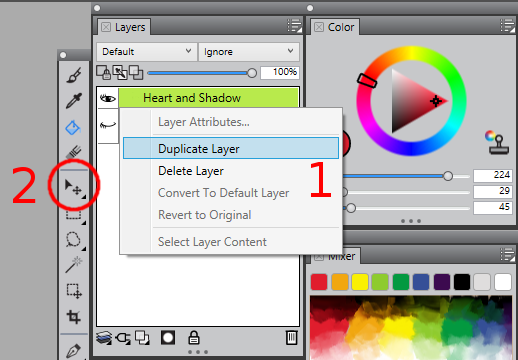 Layers
Default
Ignore
100%
Heart and Shadow
Layer Attributes...
Duplicate Layer
Delete Layer
Convert To Default Layer
Revert to Original
Select Layer Content
1
2
Color
224
29
45
Mixer